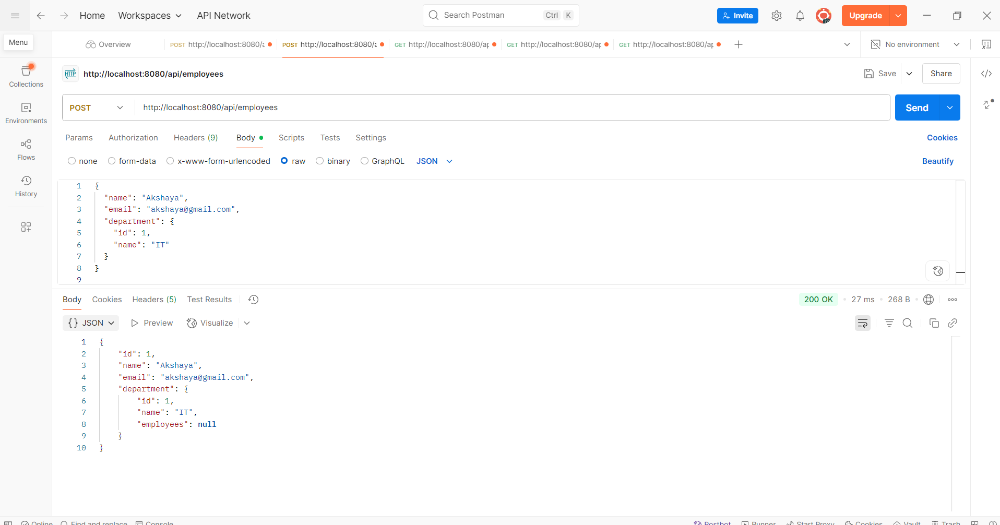 Home Workspaces API Network Search Postman Ctrl K Invite Upgrade
Menu
Overview POST http://localhost:8080/a POST http://localhost:8080/a GET http://localhost:8080/ap GET http://localhost:8080/ap GET http://localhost:8080/ap No environment
Collections
Environments
Flows
History
HTTP http://localhost:8080/api/employees Save Share
POST http://localhost:8080/api/employees Send
Params Authorization Headers (9) Body Scripts Tests Settings Cookies
none form-data x-www-form-urlencoded raw binary GraphQL JSON Beautify
1 {
2 "name": "Akshaya",
3 "email": "akshaya@gmail.com",
4 "department": {
5 "id": 1,
6 "name": "IT"
7 }
8 }
9
Body Cookies Headers (5) Test Results 200 OK • 27 ms • 268 B •
{} JSON Preview Visualize
1 {
2 "id": 1,
3 "name": "Akshaya",
4 "email": "akshaya@gmail.com",
5 "department": {
6 "id": 1,
7 "name": "IT",
8 "employees": null
9 }
10 }
Online Find and replace Console Postbot Runner Start Proxy Cookies Vault Trash